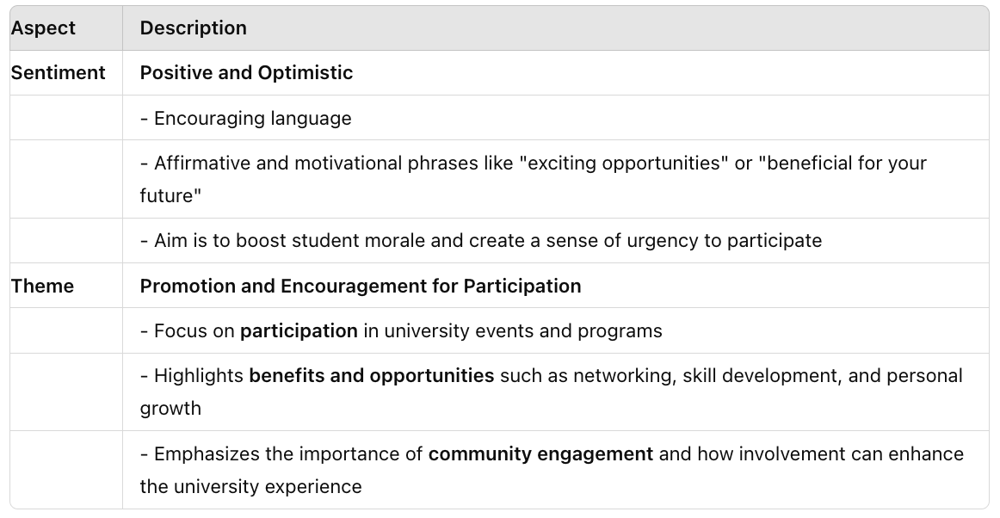 Aspect Description
Sentiment Positive and Optimistic
- Encouraging language
- Affirmative and motivational phrases like "exciting opportunities" or "beneficial for your
future"
- Aim is to boost student morale and create a sense of urgency to participate
Theme Promotion and Encouragement for Participation
- Focus on participation in university events and programs
- Highlights benefits and opportunities such as networking, skill development, and personal
growth
- Emphasizes the importance of community engagement and how involvement can enhance
the university experience